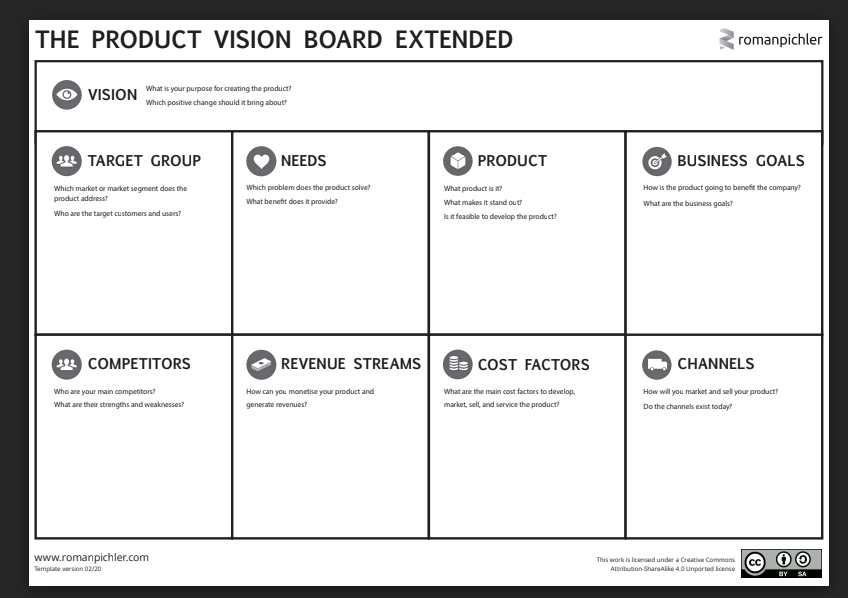 THE PRODUCT VISION BOARD EXTENDED
romanpichler
VISION
What is your purpose for creating the product?
Which positive change should it bring about?
TARGET GROUP
Which market or market segment does the
product address?
Who are the target customers and users?
NEEDS
Which problem does the product solve?
What benefit does it provide?
PRODUCT
What product is it?
What makes it stand out?
Is it feasible to develop the product?
BUSINESS GOALS
How is the product going to benefit the company?
What are the business goals?
COMPETITORS
Who are your main competitors?
What are their strengths and weaknesses?
REVENUE STREAMS
How can you monetise your product and
generate revenues?
COST FACTORS
What are the main cost factors to develop,
market, sell, and service the product?
CHANNELS
How will you market and sell your product?
Do the channels exist today?
www.romanpichler.com
Template version 02/20
This work is licensed under a Creative Commons
Attribution-ShareAlike 4.0 Unported license
cc
BY SA